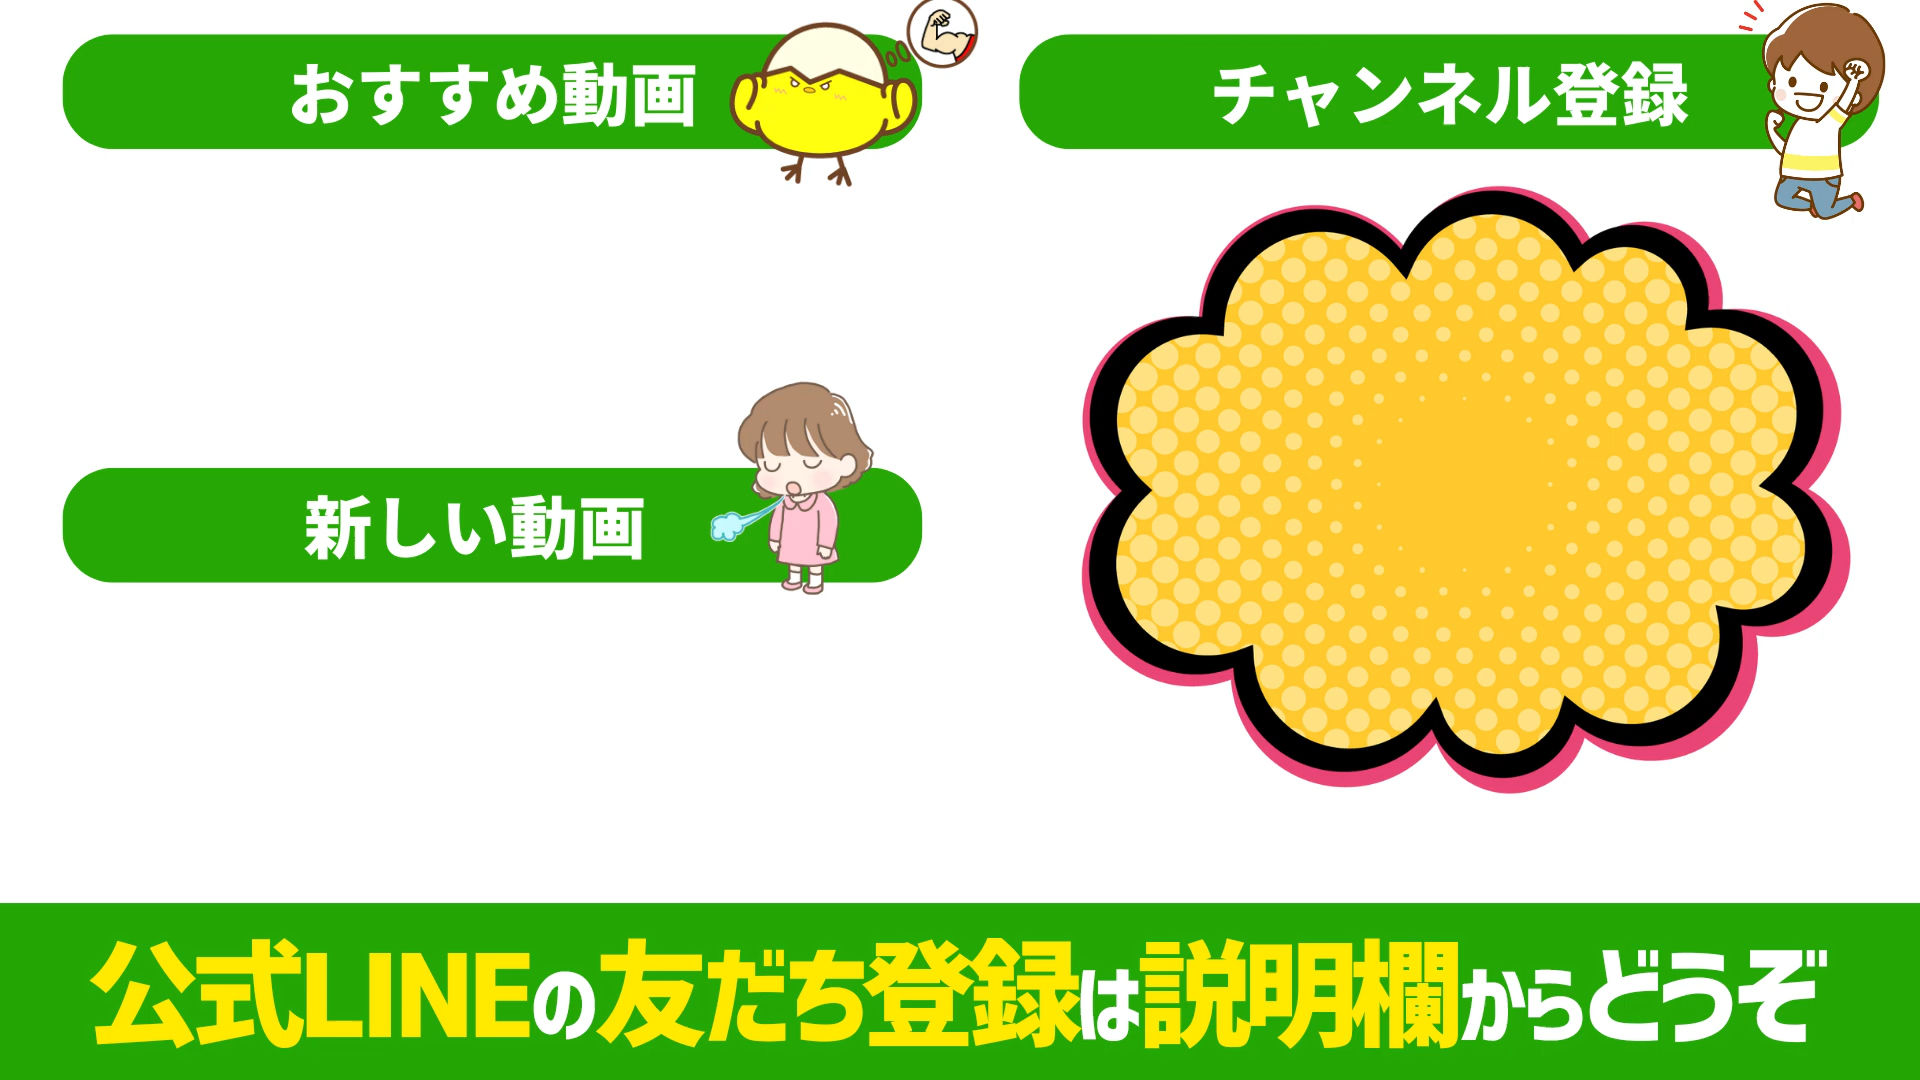 おすすめ動画
チャンネル登録
新しい動画
公式LINEの友だち登録は説明欄からどうぞ